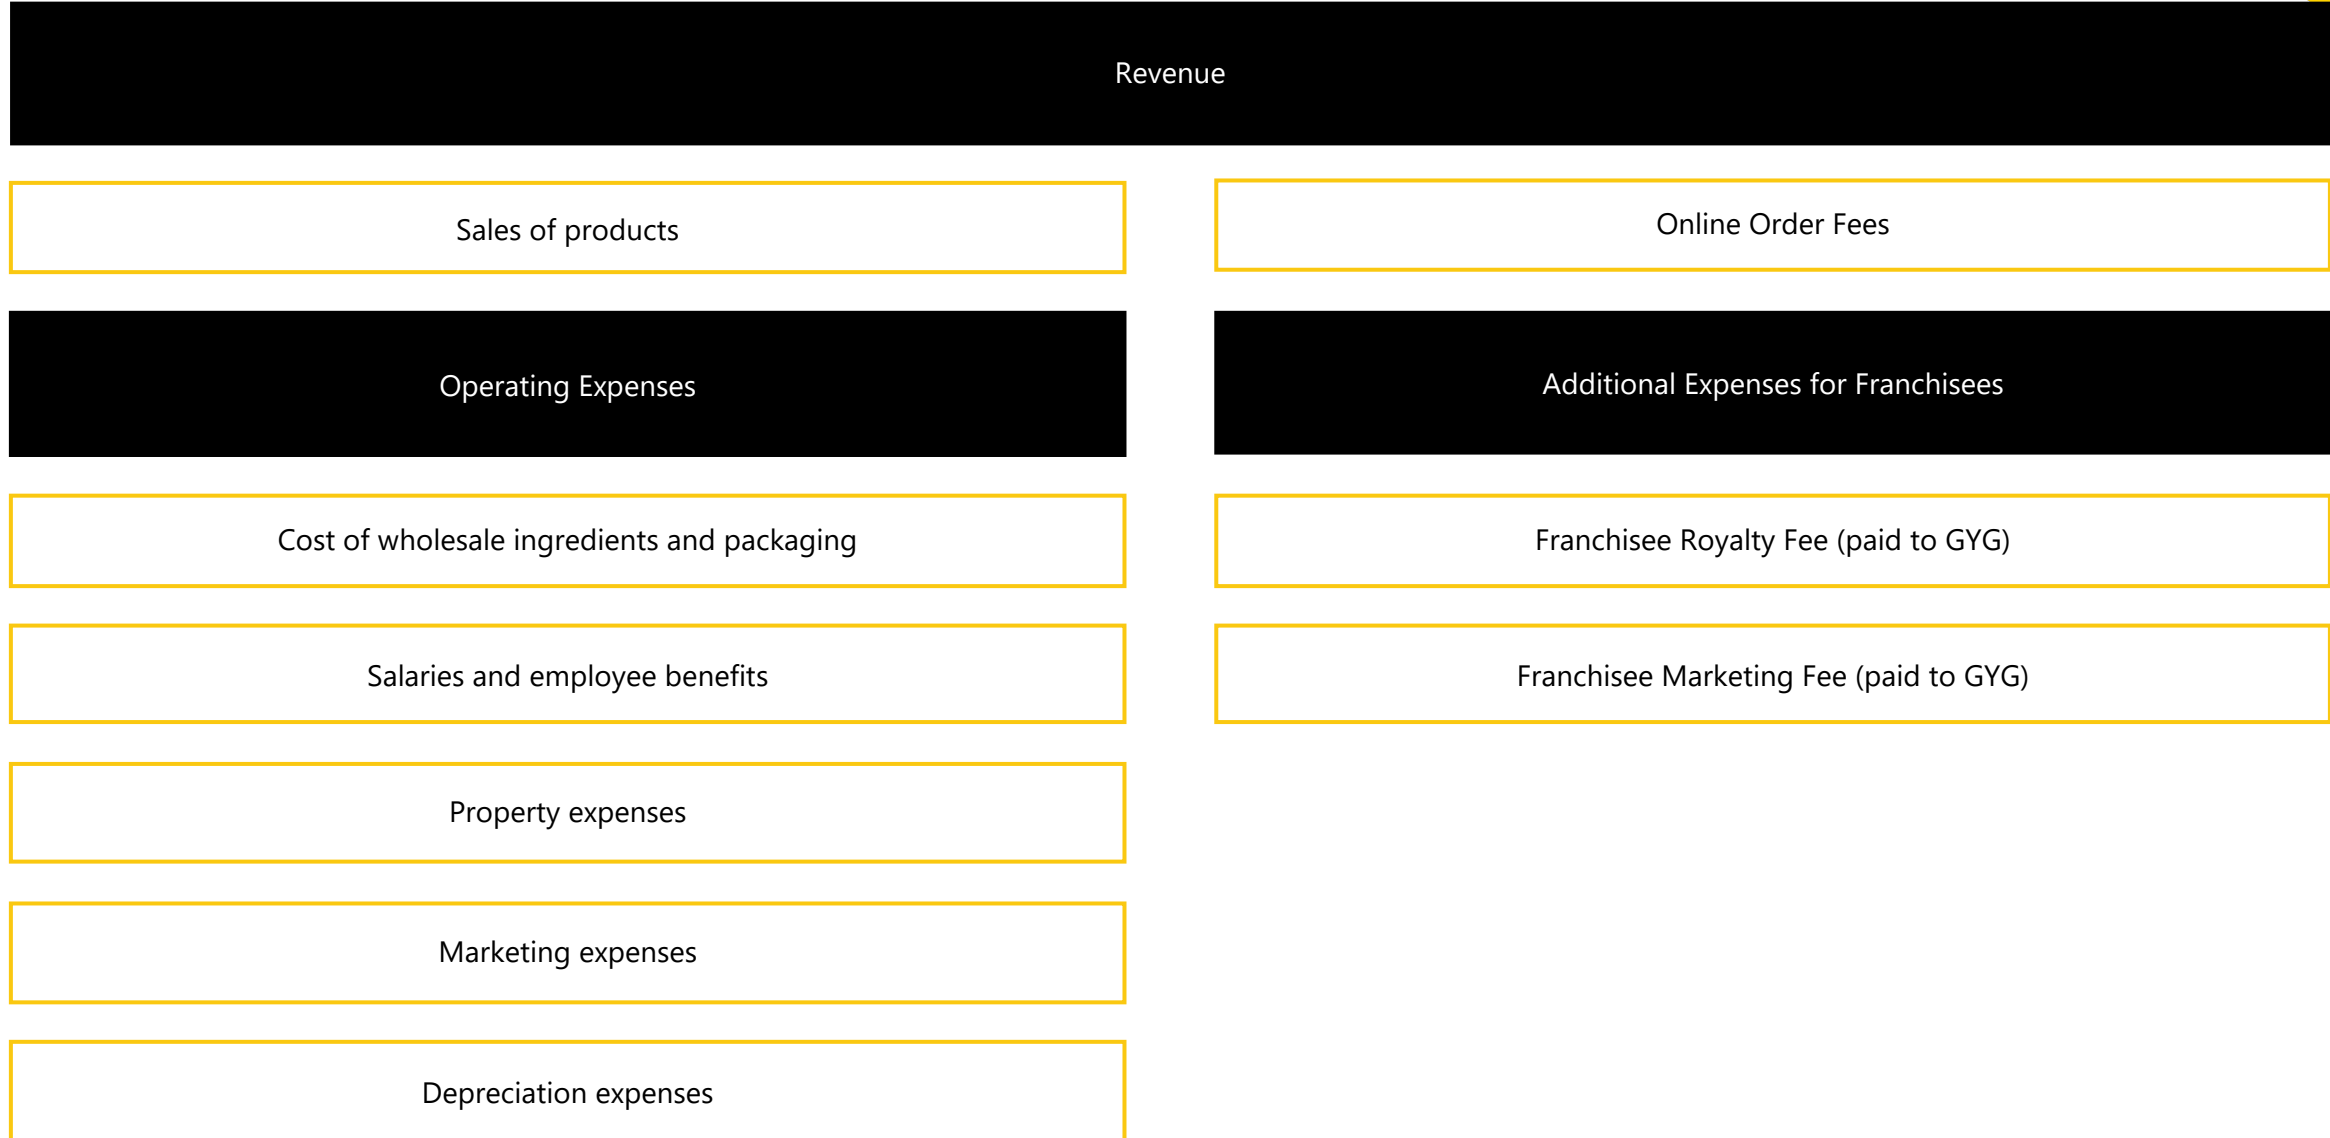 Revenue
Sales of products
Online Order Fees
Operating Expenses
Additional Expenses for Franchisees
Cost of wholesale ingredients and packaging
Franchisee Royalty Fee (paid to GYG)
Salaries and employee benefits
Franchisee Marketing Fee (paid to GYG)
Property expenses
Marketing expenses
Depreciation expenses